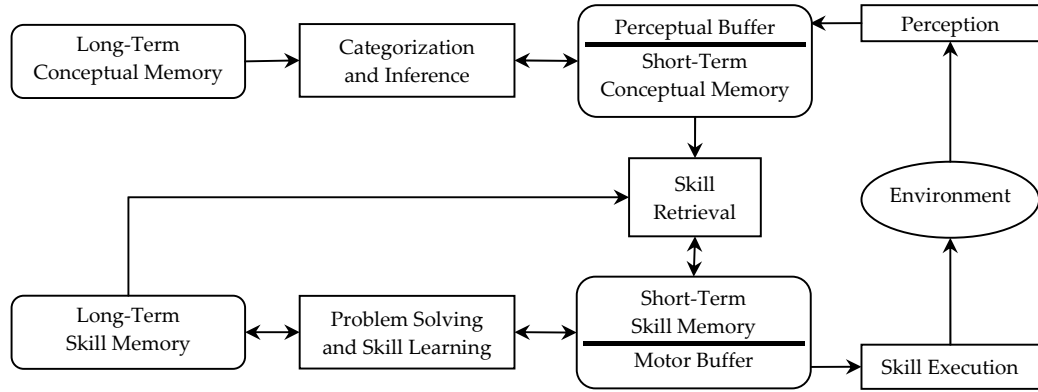 Long-Term
Conceptual Memory
Categorization
and Inference
Perceptual Buffer
Short-Term
Conceptual Memory
Perception
Skill
Retrieval
Environment
Long-Term
Skill Memory
Problem Solving
and Skill Learning
Short-Term
Skill Memory
Motor Buffer
Skill Execution